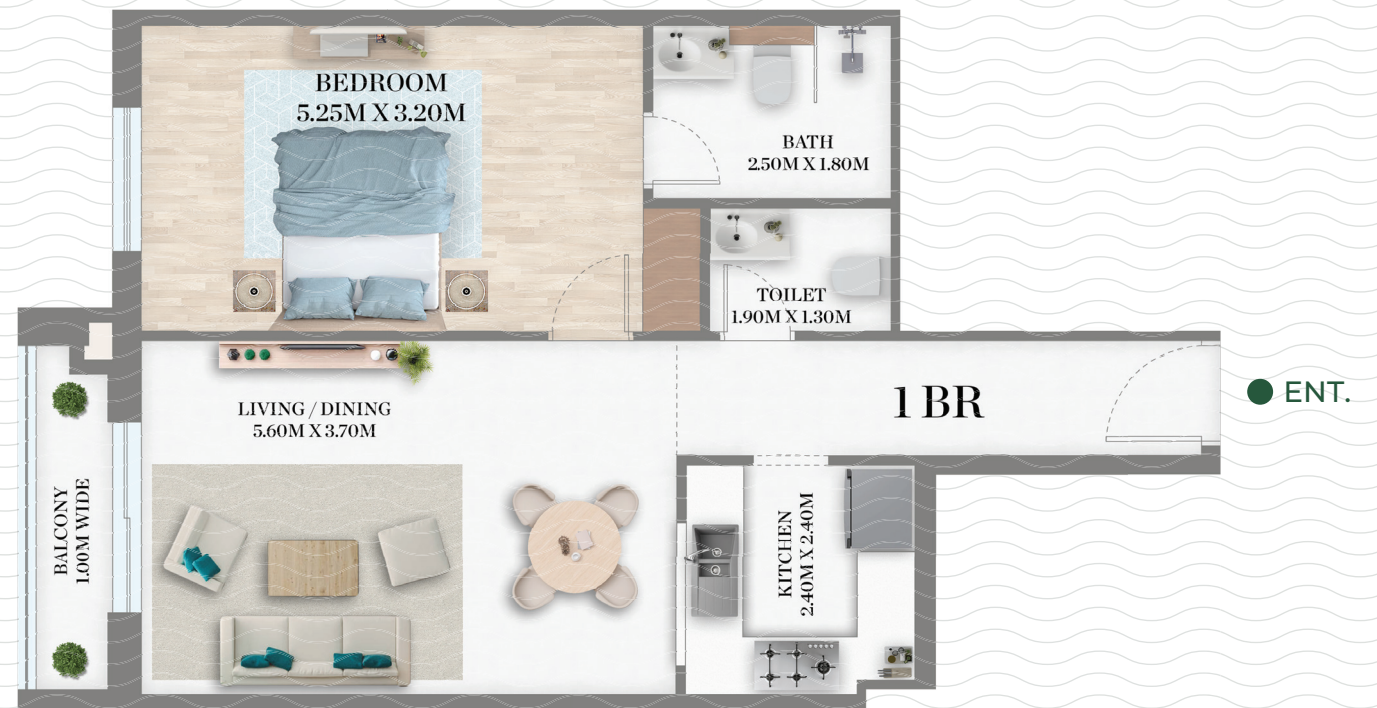 BEDROOM
5.25M X 3.20M
BATH
2.50M X 1.80M
TOILET
1.90M X 1.30M
LIVING / DINING
5.60M X 3.70M
1 BR
ENT.
BALCONY
1.00M WIDE
KITCHEN
2.40M X 2.40M